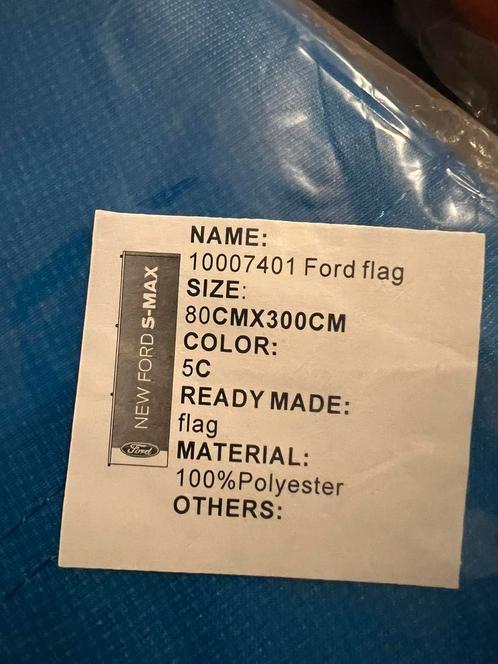 NAME:
10007401 Ford flag
SIZE:
80CMX300CM
COLOR:
5C
READY MADE:
flag
MATERIAL:
100%Polyester
OTHERS:
NEW FORD S-MAX
Ford